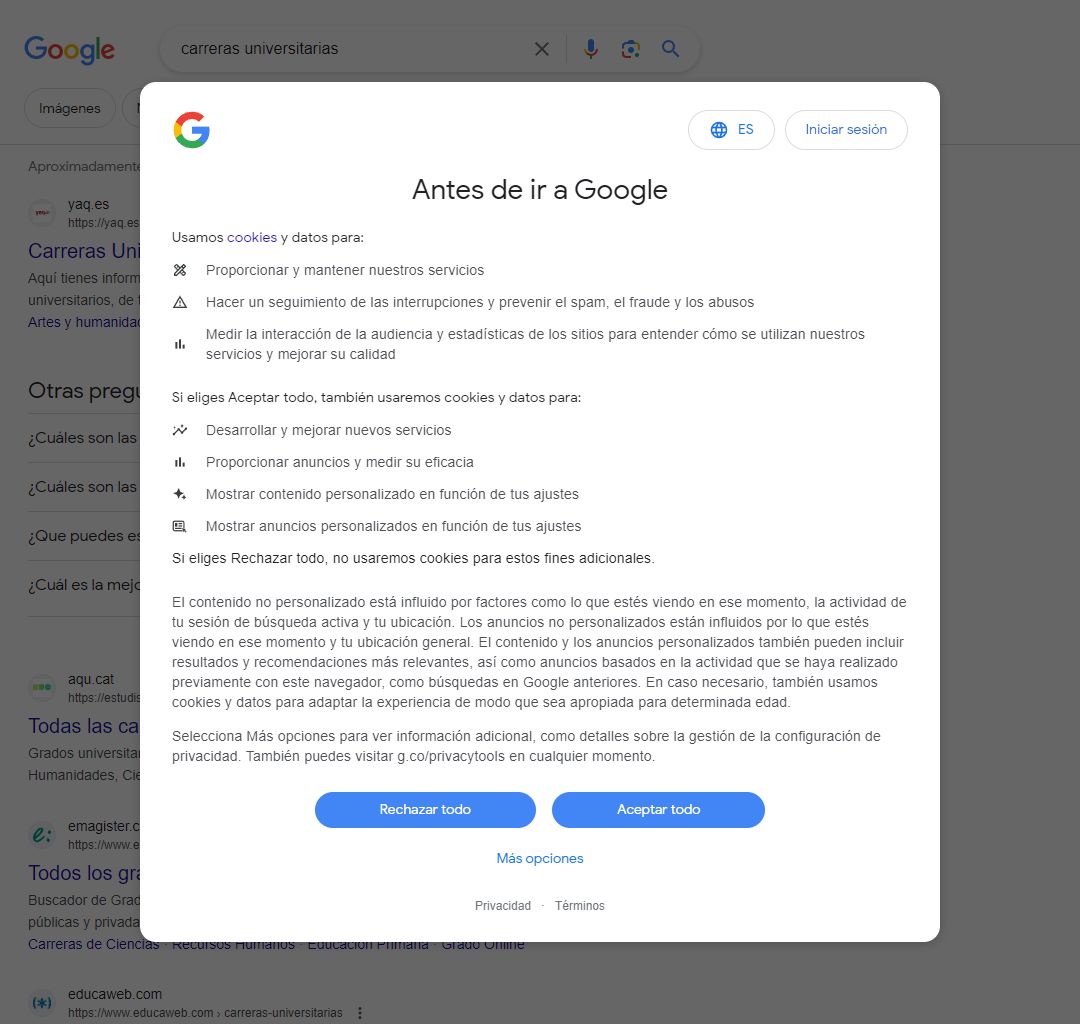 Google
carreras universitarias
Imágenes
Aproximadamente
yaq.es
https://yaq.es
Carreras Uni
Aquí tienes inform
universitarios, de
Artes y humanidad
Otras pregu
¿Cuáles son las
¿Cuáles son las
¿Que puedes es
¿Cuál es la mejo
aqu.cat
https://estudis
Todas las ca
Grados universitar
Humanidades, Cie
emagister.c
https://www.e
Todos los gra
Buscador de Grad
públicas y privada
Carreras de Ciencias · Recursos Humanos · Educación Primaria · Grado Online
educaweb.com
https://www.educaweb.com › carreras-universitarias
ES
Iniciar sesión
Antes de ir a Google
Usamos cookies y datos para:
Proporcionar y mantener nuestros servicios
Hacer un seguimiento de las interrupciones y prevenir el spam, el fraude y los abusos
Medir la interacción de la audiencia y estadísticas de los sitios para entender cómo se utilizan nuestros
servicios y mejorar su calidad
Si eliges Aceptar todo, también usaremos cookies y datos para:
Desarrollar y mejorar nuevos servicios
Proporcionar anuncios y medir su eficacia
Mostrar contenido personalizado en función de tus ajustes
Mostrar anuncios personalizados en función de tus ajustes
Si eliges Rechazar todo, no usaremos cookies para estos fines adicionales.
El contenido no personalizado está influido por factores como lo que estés viendo en ese momento, la actividad de
tu sesión de búsqueda activa y tu ubicación. Los anuncios no personalizados están influidos por lo que estés
viendo en ese momento y tu ubicación general. El contenido y los anuncios personalizados también pueden incluir
resultados y recomendaciones más relevantes, así como anuncios basados en la actividad que se haya realizado
previamente con este navegador, como búsquedas en Google anteriores. En caso necesario, también usamos
cookies y datos para adaptar la experiencia de modo que sea apropiada para determinada edad.
Selecciona Más opciones para ver información adicional, como detalles sobre la gestión de la configuración de
privacidad. También puedes visitar g.co/privacytools en cualquier momento.
Rechazar todo
Aceptar todo
Más opciones
Privacidad · Términos